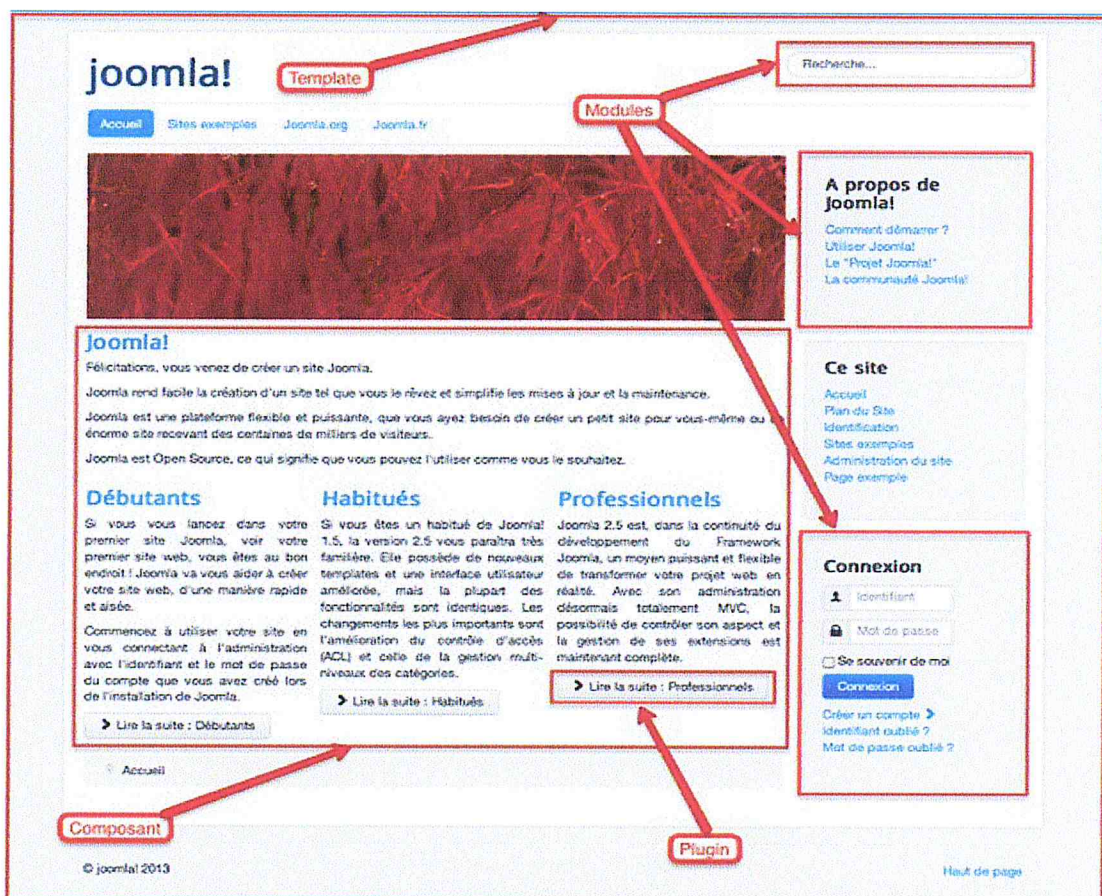 joomla!
Template
Recherche...
Modules
Accueil
Sites exemples
Joomla.org
Joomla.fr
A propos de
Joomla!
Comment démarrer ?
Utiliser Joomla!
Le "Projet Joomla!"
La communauté Joomla!
Joomla!
Félicitations, vous venez de créer un site Joomla.
Joomla rend facile la création d'un site tel que vous le rêvez et simplifie les mises à jour et la maintenance.
Joomla est une plateforme flexible et puissante, que vous ayez besoin de créer un petit site pour vous-même ou
énorme site recevant des centaines de milliers de visiteurs.
Joomla est Open Source, ce qui signifie que vous pouvez l'utiliser comme vous le souhaitez.
Ce site
Accueil
Plan du Site
Identification
Sites exemples
Administration du site
Page exemple
Débutants
Si vous vous lancez dans votre
premier site Joomla, voir votre
premier site web, vous êtes au bon
endroit ! Joomla va vous aider à créer
votre site web, d'une manière rapide
et aisée.
Commencez à utiliser votre site en
vous connectant à l'administration
avec l'identifiant et le mot de passe
du compte que vous avez créé lors
de l'installation de Joomla.
Lire la suite : Débutants
Habitués
Si vous êtes un habitué de Joomla!
1.5, la version 2.5 vous paraîtra très
familière. Elle possède de nouveaux
templates et une interface utilisateur
améliorée, mais la plupart des
fonctionnalités sont identiques. Les
changements les plus importants sont
l'amélioration du contrôle d'accès
(ACL) et celle de la gestion multi-
niveaux des catégories.
Lire la suite : Habitués
Professionnels
Joomla 2.5 est, dans la continuité du
développement du Framework
Joomla, un moyen puissant et flexible
de transformer votre projet web en
réalité. Avec son administration
désormais totalement MVC, la
possibilité de contrôler son aspect et
la gestion de ses extensions est
maintenant complète.
Lire la suite : Professionnels
Connexion
Identifiant
Mot de passe
Se souvenir de moi
Connexion
Créer un compte
Identifiant oublié ?
Mot de passe oublié ?
Accueil
Composant
Plugin
© joomla! 2013
Haut de page